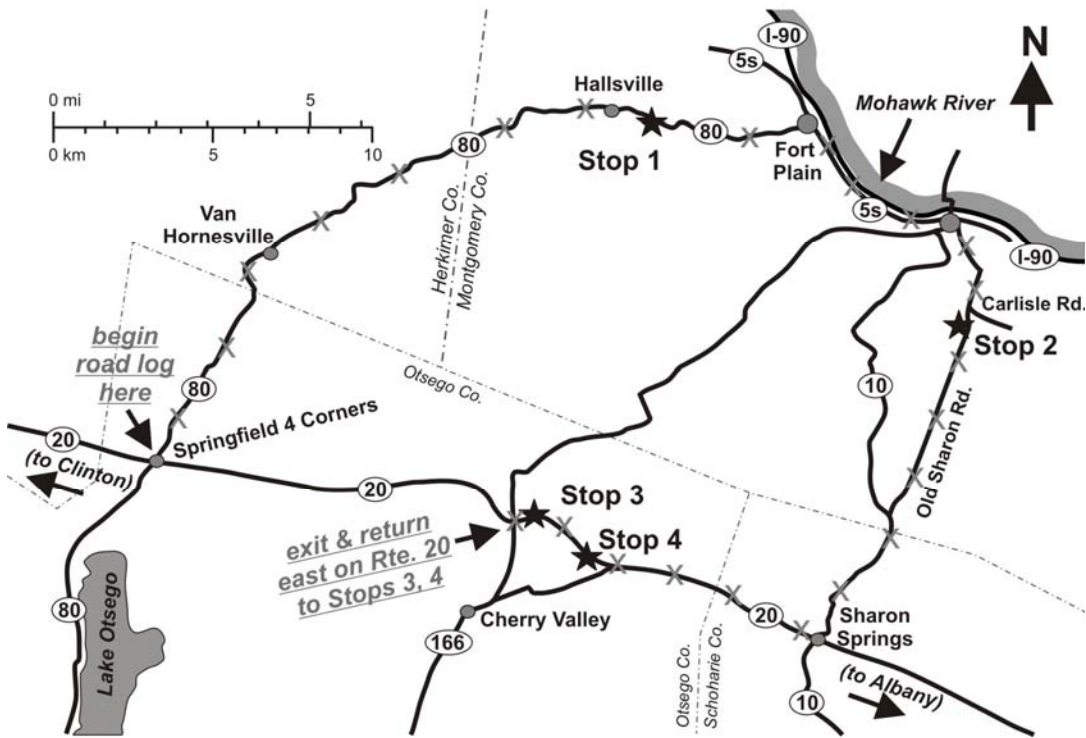 I-90
5s
N
0 mi
5
0 km
5
10
Hallsville
Mohawk River
80
Stop 1
80
Fort
Plain
Van
Hornesville
Herkimer Co.
Montgomery Co.
5s
I-90
Carlisle Rd.
Stop 2
begin
road log
here
80
Otsego Co.
10
Old Sharon Rd.
Springfield 4 Corners
20
(to Clinton)
20
Stop 3
exit & return
east on Rte. 20
to Stops 3, 4
Stop 4
80
Lake Otsego
Cherry Valley
166
20
Sharon
Springs
Otsego Co.
Schoharie Co.
(to Albany)
10